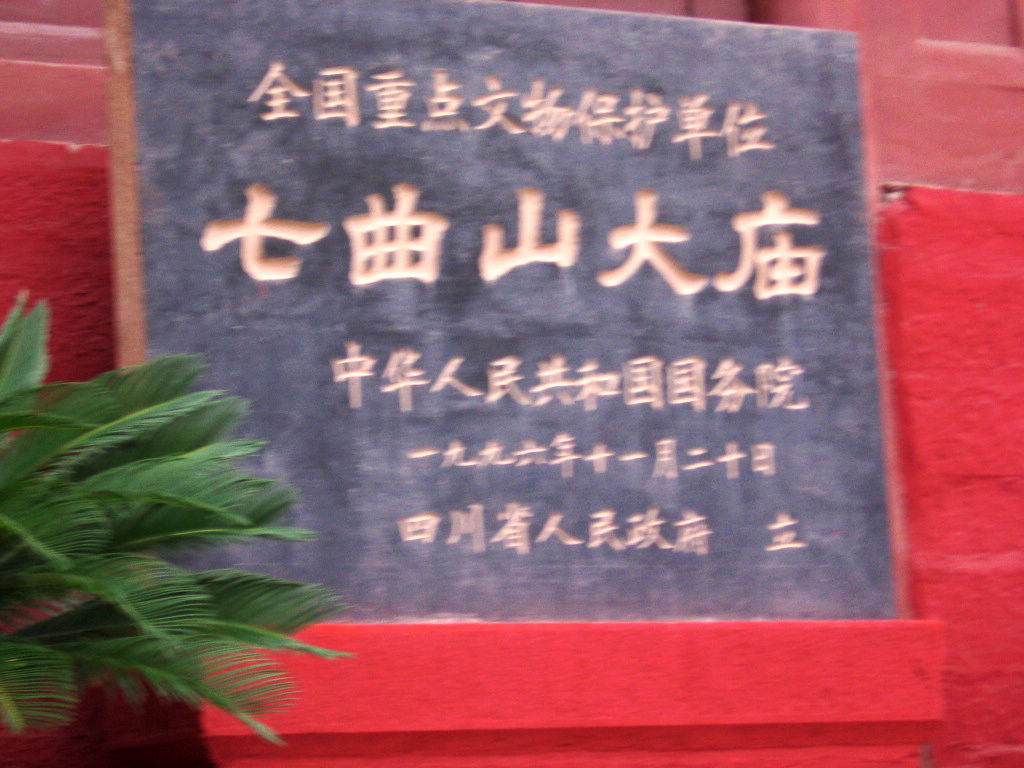 全国重点文物保护单位
七曲山大庙
中华人民共和国国务院
一九九六年十一月二十日
四川省人民政府 立